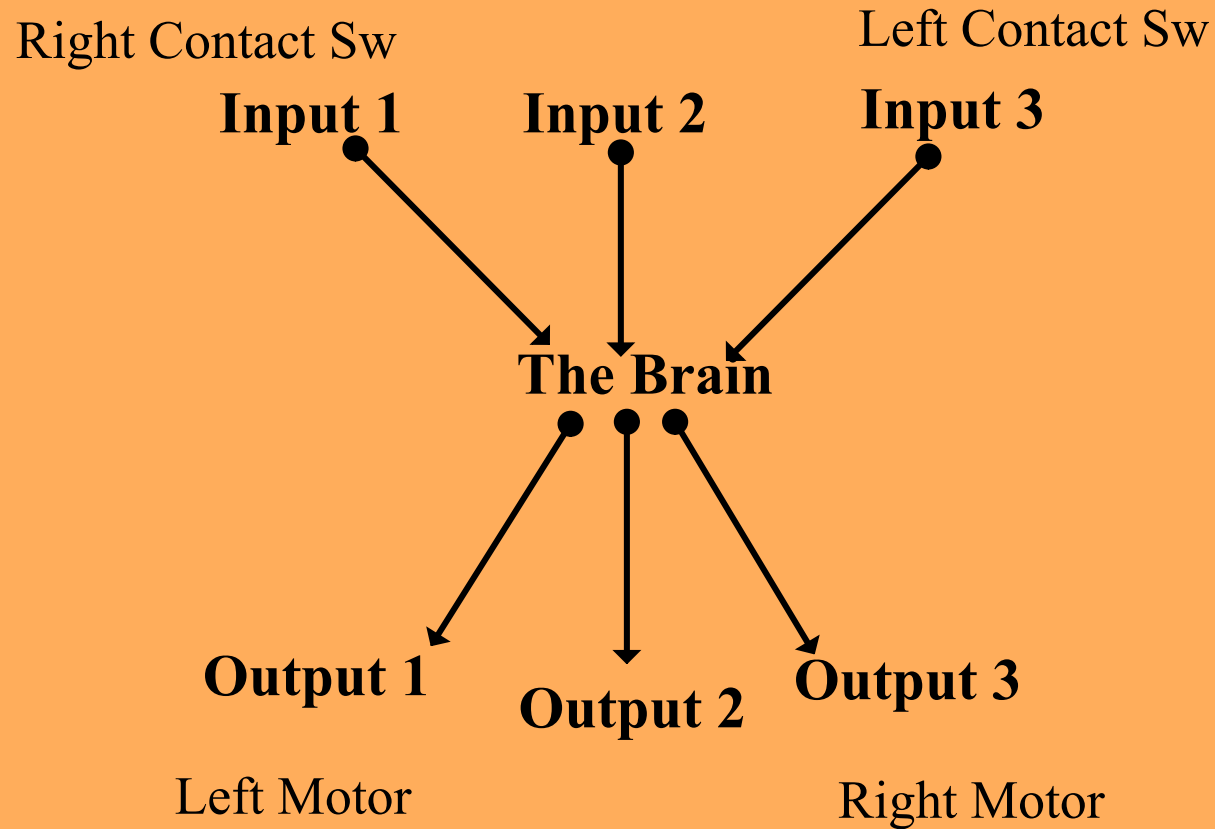 Right Contact Sw
Left Contact Sw
Input 1
Input 2
Input 3
The Brain
Output 1
Output 2
Output 3
Left Motor
Right Motor